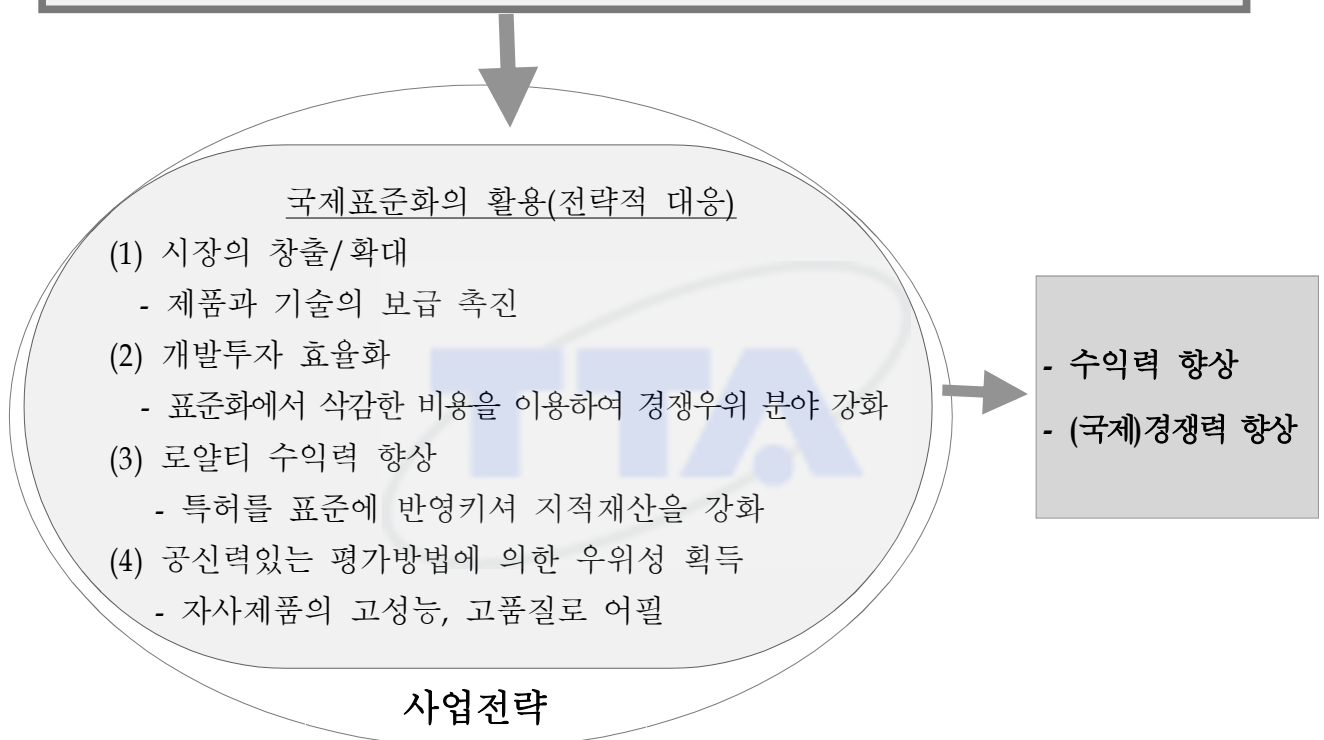 국제표준화의 활용(전략적 대응)
(1) 시장의 창출/확대
- 제품과 기술의 보급 촉진
(2) 개발투자 효율화
- 표준화에서 삭감한 비용을 이용하여 경쟁우위 분야 강화
(3) 로얄티 수익력 향상
- 특허를 표준에 반영키셔 지적재산을 강화
(4) 공신력있는 평가방법에 의한 우위성 획득
- 자사제품의 고성능, 고품질로 어필
사업전략
- 수익력 향상
- (국제)경쟁력 향상
TTA